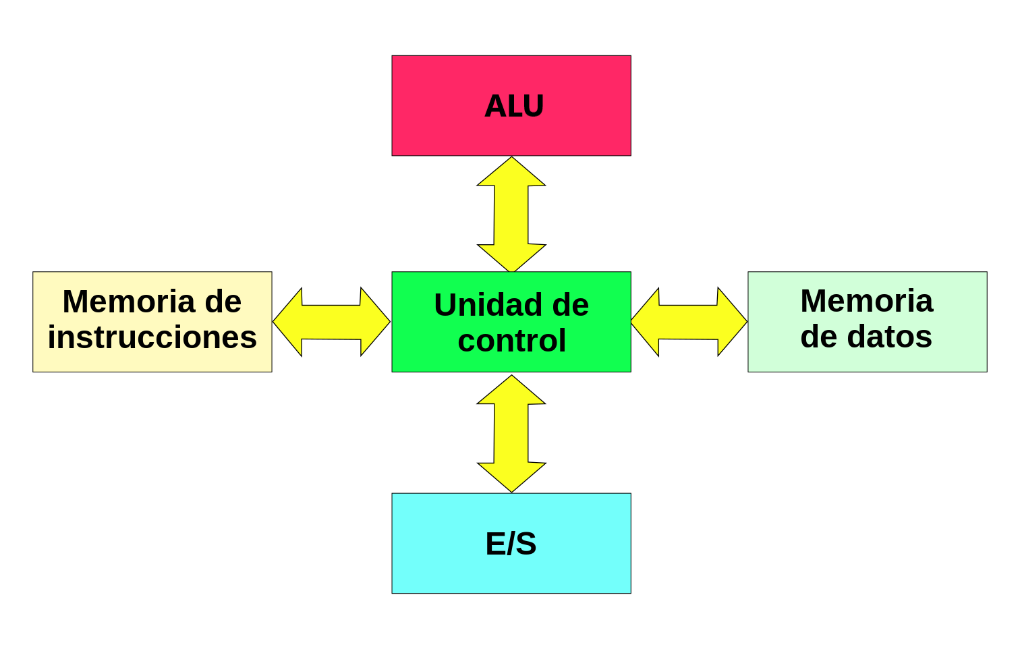 ALU
Memoria de
instrucciones
Unidad de
control
Memoria
de datos
E/S